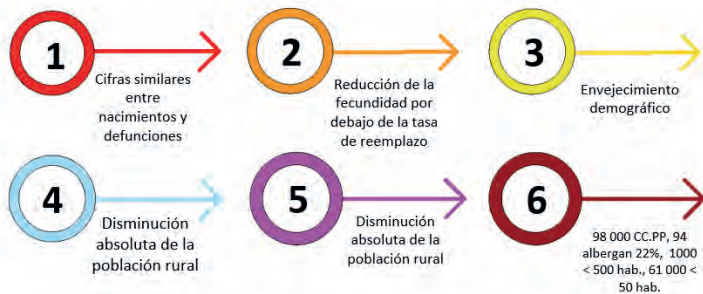 1
Cifras similares
entre
nacimientos y
defunciones
2
Reducción de la
fecundidad por
debajo de la tasa
de reemplazo
3
Envejecimiento
demográfico
4
Disminución
absoluta de la
población rural
5
Disminución
absoluta de la
población rural
6
98 000 CC.PP, 94
albergan 22%, 1000
< 500 hab., 61 000 <
50 hab.